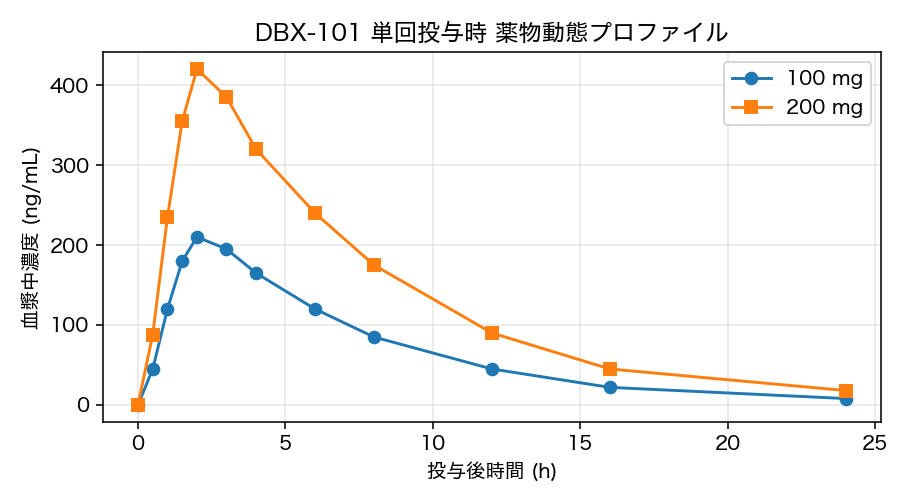 DBX-101 単回投与時 薬物動態プロファイル
100 mg
200 mg
血漿中濃度 (ng/mL)
400
300
200
100
0
0 5 10 15 20 25
投与後時間 (h)